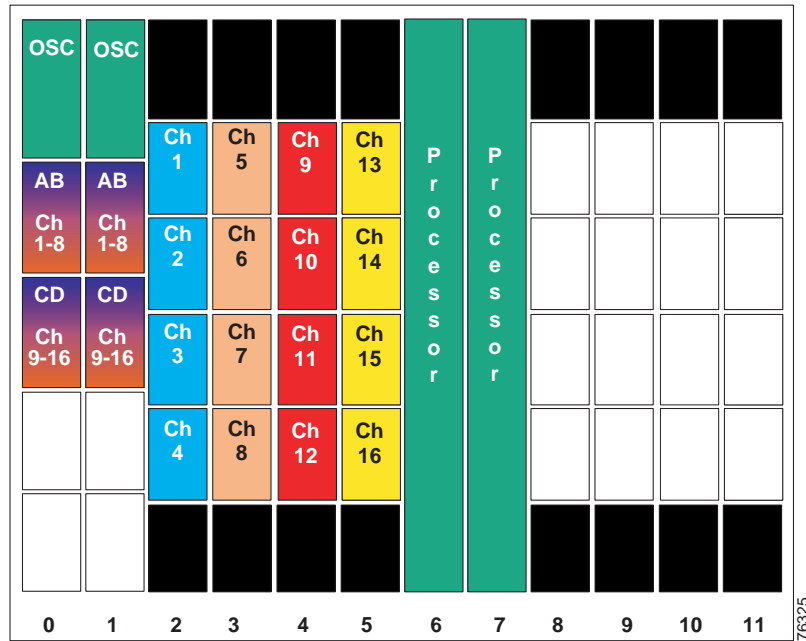 OSC
OSC
AB
Ch
1-8
AB
Ch
1-8
CD
Ch
9-16
CD
Ch
9-16
Ch
1
Ch
2
Ch
3
Ch
4
Ch
5
Ch
6
Ch
7
Ch
8
Ch
9
Ch
10
Ch
11
Ch
12
Ch
13
Ch
14
Ch
15
Ch
16
Processor
Processor
0 1 2 3 4 5 6 7 8 9 10 11
76325